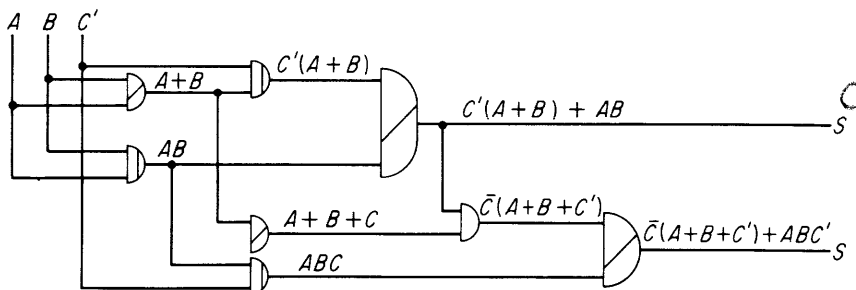 A B C'
C'(A+B)
A+B
C'(A+B) + AB
C
S
AB
A+B+C
C̄(A+B+C')
C̄(A+B+C')+ABC'
S
ABC